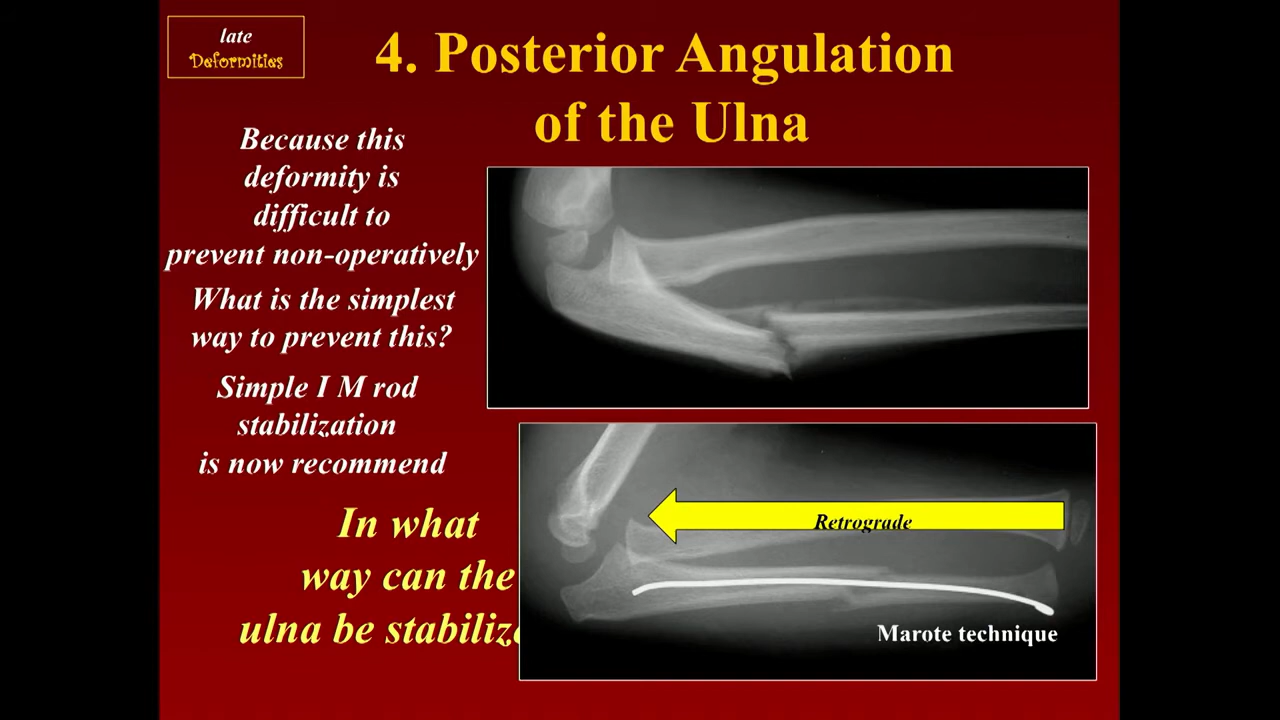 late
Deformities
4. Posterior Angulation
of the Ulna
Because this
deformity is
difficult to
prevent non-operatively
What is the simplest
way to prevent this?
Simple I M rod
stabilization
is now recommend
In what
way can the
ulna be stabiliz
Retrograde
Marote technique